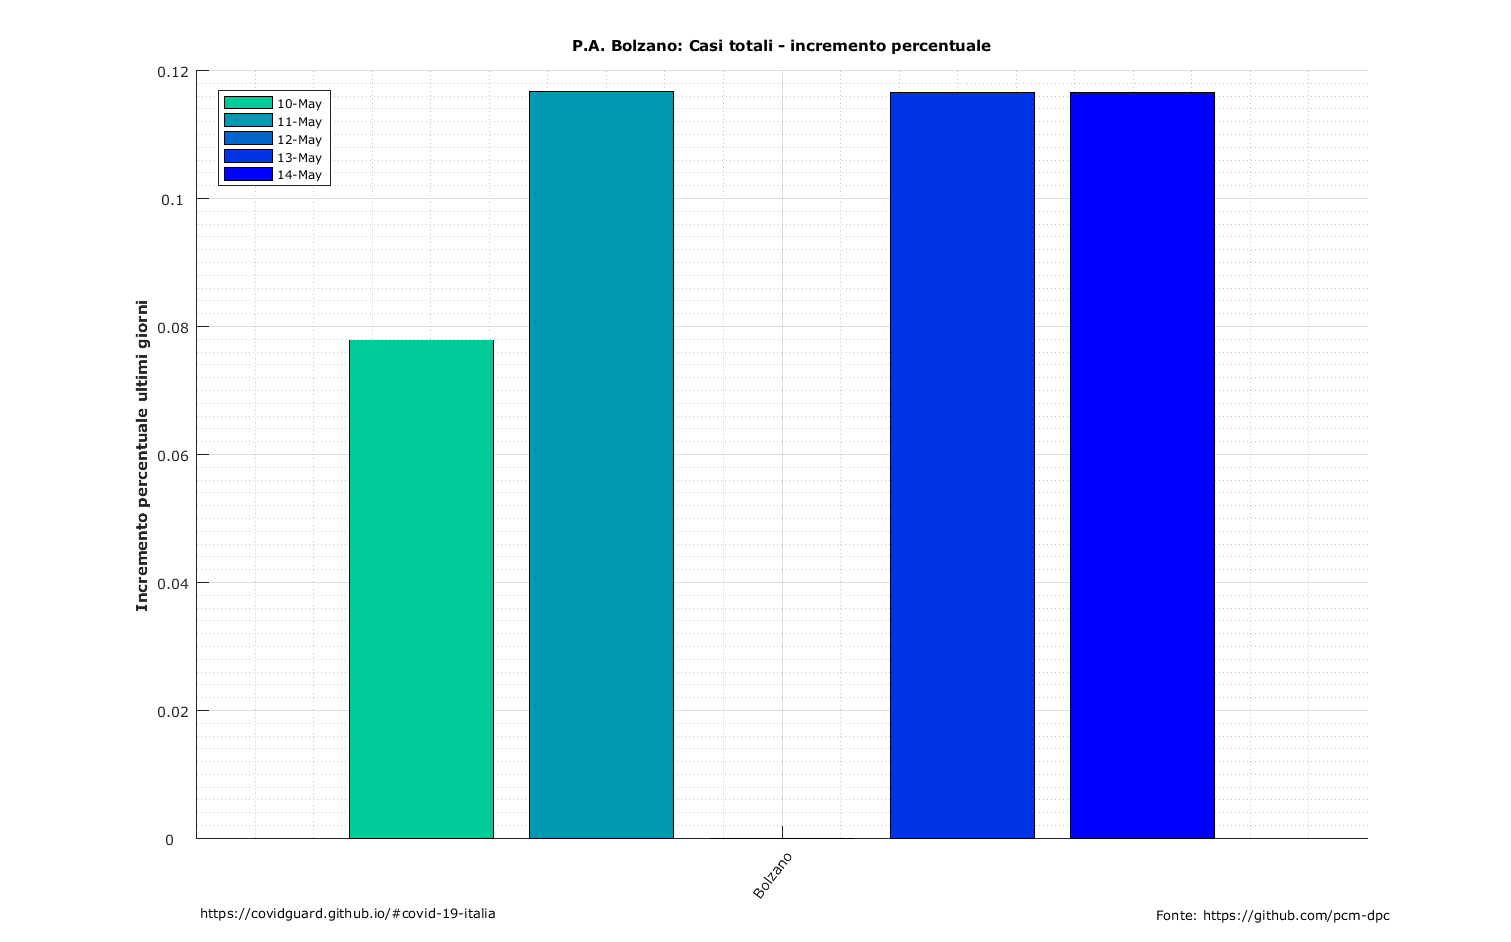 P.A. Bolzano: Casi totali - incremento percentuale
0.12
0.1
0.08
0.06
0.04
0.02
0
Incremento percentuale ultimi giorni
10-May
11-May
12-May
13-May
14-May
Bolzano
https://covidguard.github.io/#covid-19-italia
Fonte: https://github.com/pcm-dpc